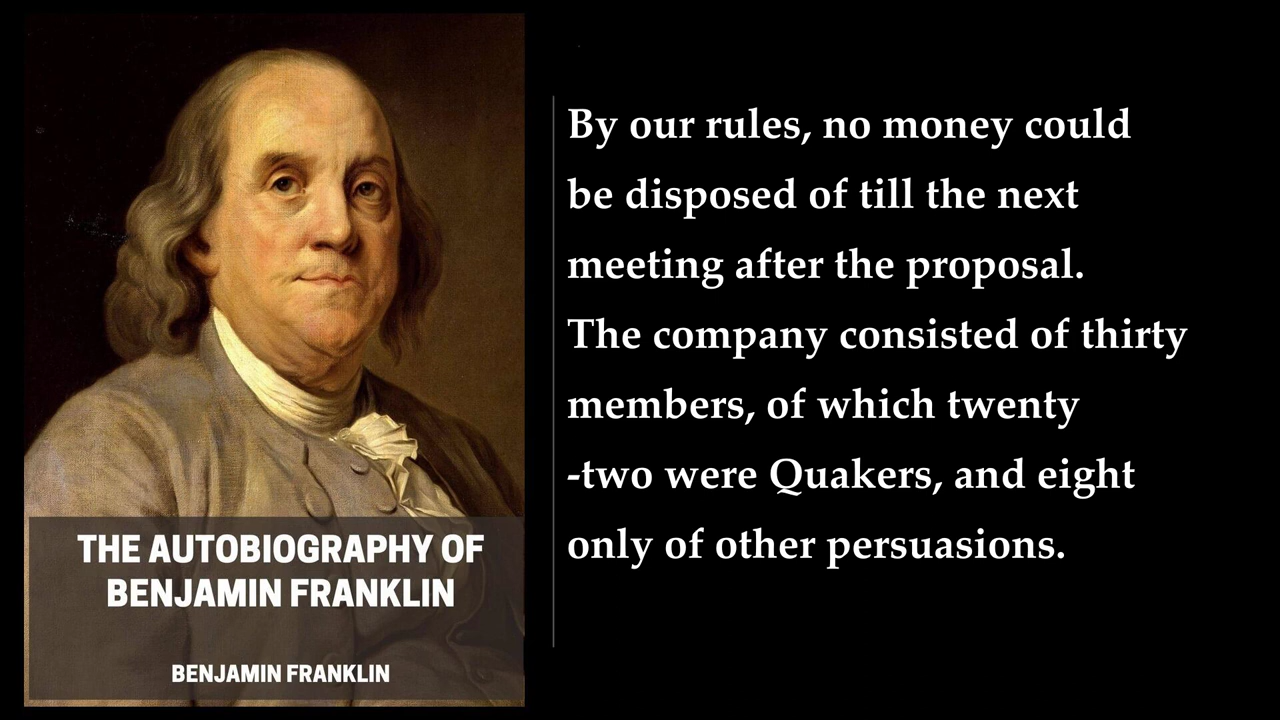 THE AUTOBIOGRAPHY OF
BENJAMIN FRANKLIN
BENJAMIN FRANKLIN
By our rules, no money could
be disposed of till the next
meeting after the proposal.
The company consisted of thirty
members, of which twenty
-two were Quakers, and eight
only of other persuasions.